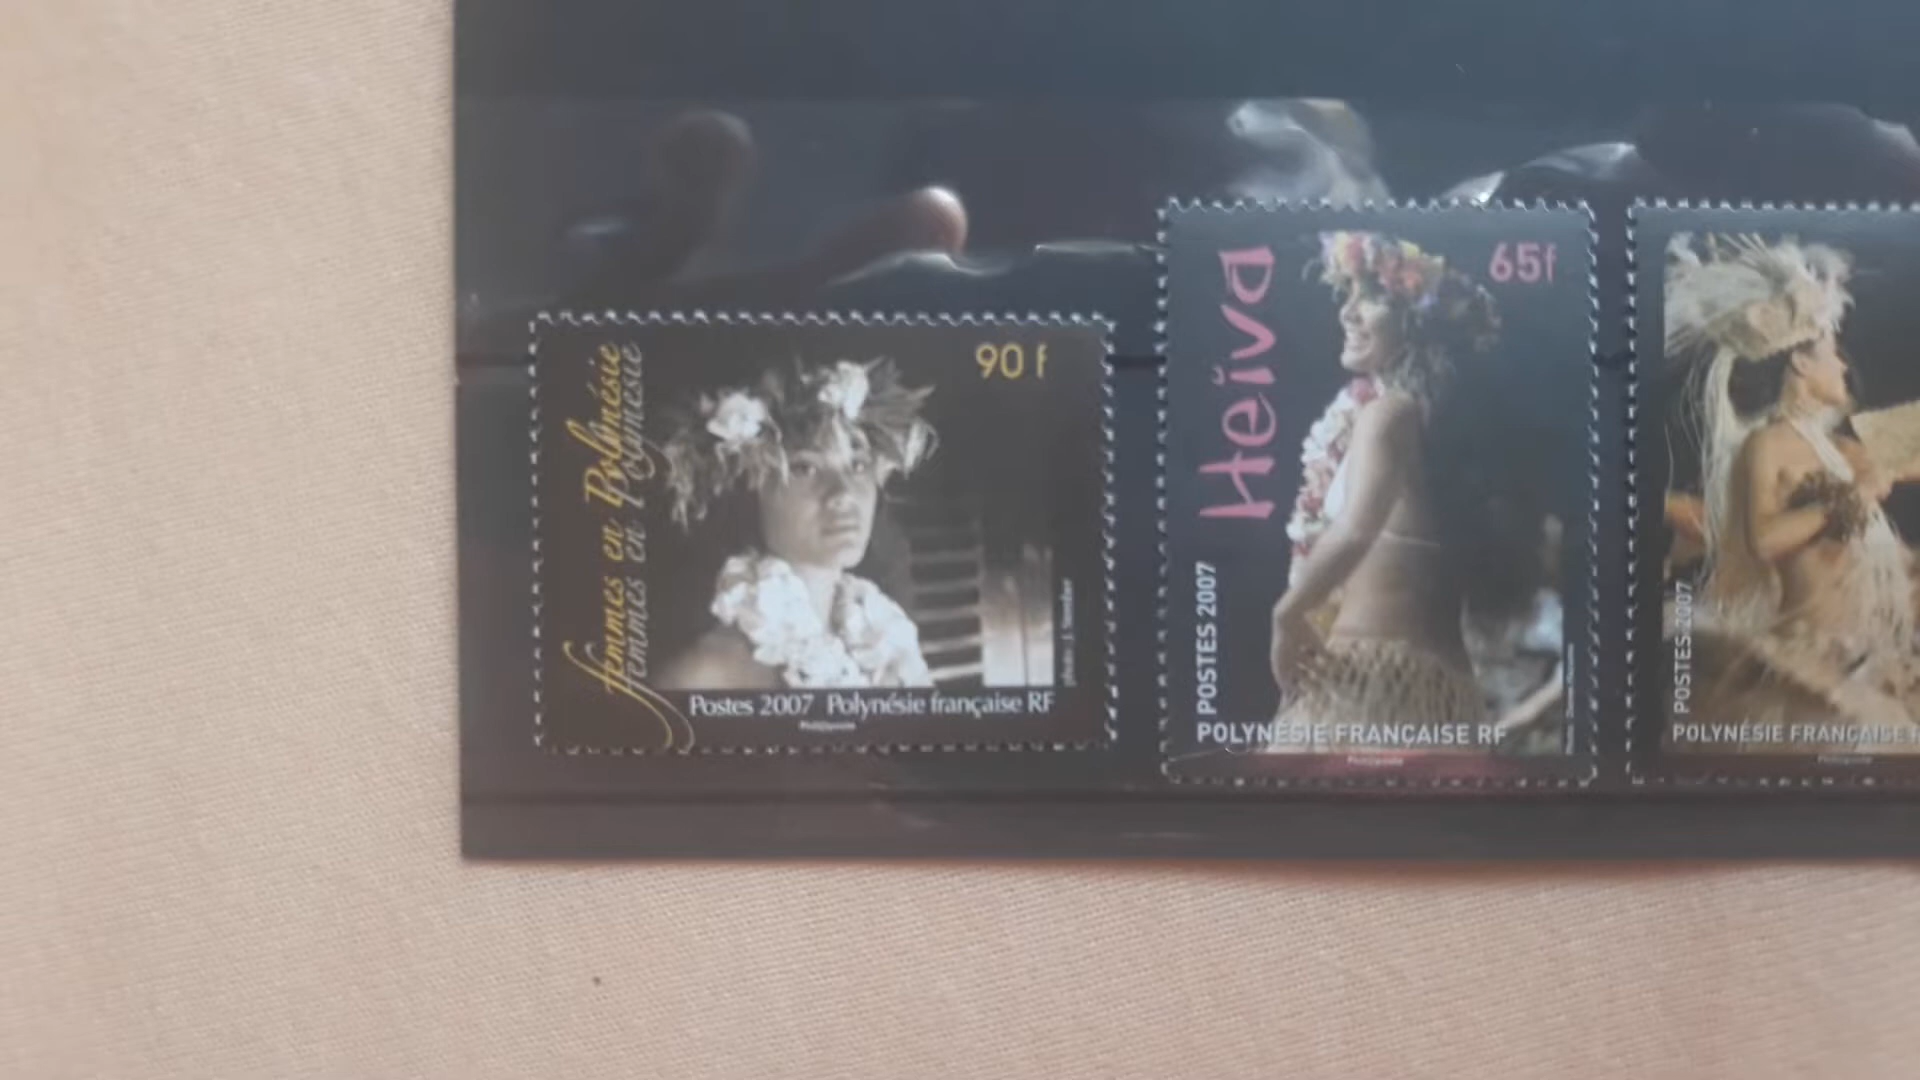 90 f
femmes en Polynésie
femmes en Polynésie
Postes 2007 Polynésie française RF
Heiva
65f
POSTES 2007
POLYNÉSIE FRANÇAISE RF
POSTES 2007
POLYNÉSIE FRANÇAISE